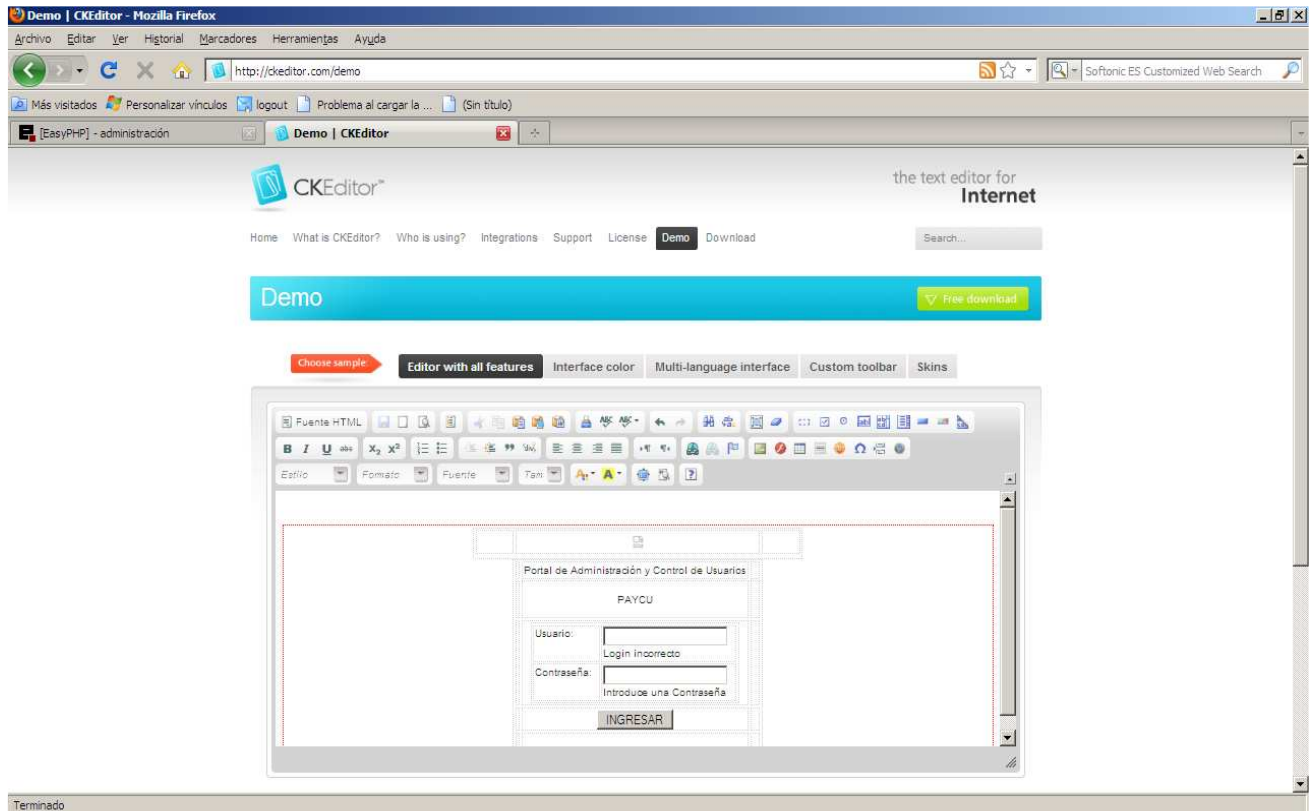 Demo | CKEditor - Mozilla Firefox
Archivo Editar Ver Historial Marcadores Herramientas Ayuda
http://ckeditor.com/demo
Softonic ES Customized Web Search
Más visitados Personalizar vínculos logout Problema al cargar la ... (Sin título)
[EasyPHP] - administración Demo | CKEditor
CKEditor™
the text editor for
Internet
Home What is CKEditor? Who is using? Integrations Support License Demo Download Search...
Demo
Free download
Choose sample: Editor with all features Interface color Multi-language interface Custom toolbar Skins
Fuente HTML
B I U abc X₂ X²
Estilo Formato Fuente Tam
Portal de Administración y Control de Usuarios
PAYCU
Usuario:
Login incorrecto
Contraseña:
Introduce una Contraseña
INGRESAR
Terminado